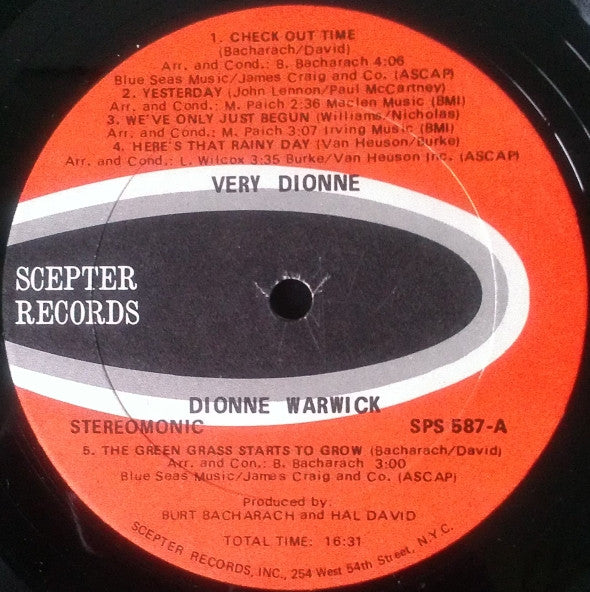 1. CHECK OUT TIME
(Bacharach/David)
Arr. and Cond.: B. Bacharach 4:06
Blue Seas Music/James Craig and Co. (ASCAP)
2. YESTERDAY (John Lennon/Paul McCartney)
Arr. and Cond.: M. Paich 2:36 Maclen Music (BMI)
3. WE'VE ONLY JUST BEGUN (Williams/Nicholas)
Arr. and Cond.: M. Paich 3:07 Irving Music (BMI)
4. HERE'S THAT RAINY DAY (Van Heuson/Burke)
Arr. and Cond.: L. Wilcox 3:35 Burke/Van Heuson Inc. (ASCAP)
VERY DIONNE
SCEPTER
RECORDS
DIONNE WARWICK
STEREOMONIC SPS 587-A
5. THE GREEN GRASS STARTS TO GROW (Bacharach/David)
Arr. and Con.: B. Bacharach 3:00
Blue Seas Music/James Craig and Co. (ASCAP)
Produced by:
BURT BACHARACH and HAL DAVID
TOTAL TIME: 16:31
SCEPTER RECORDS, INC., 254 West 54th Street, N.Y.C.